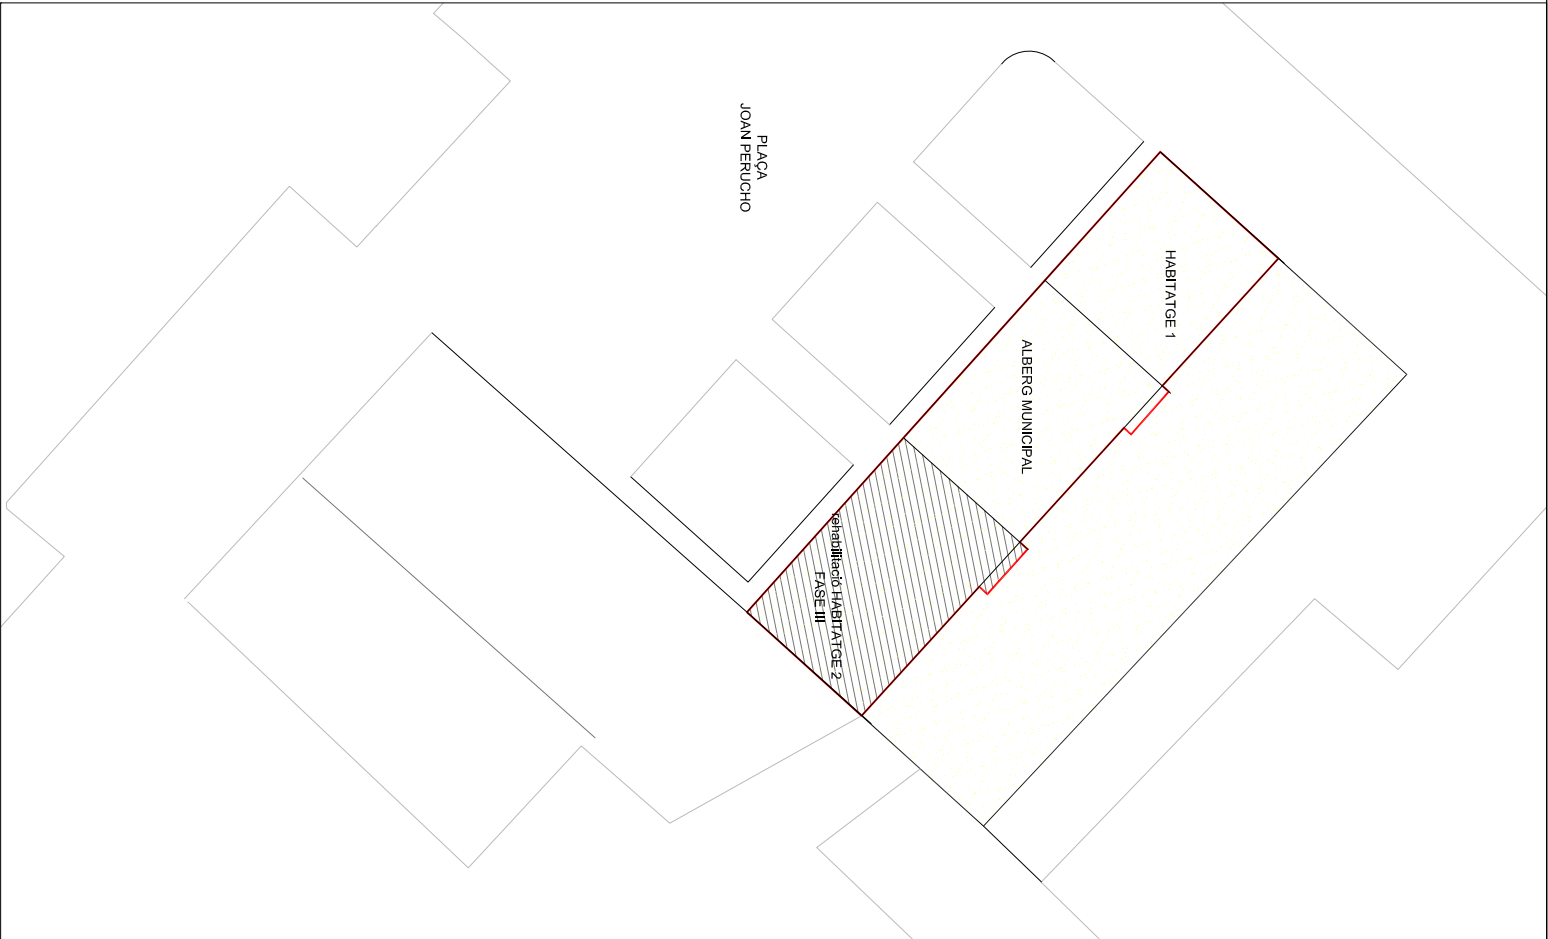 PLAÇA
JOAN PERUCHO
HABITATGE 1
ALBERG MUNICIPAL
rehabilitació HABITATGE 2
FASE III